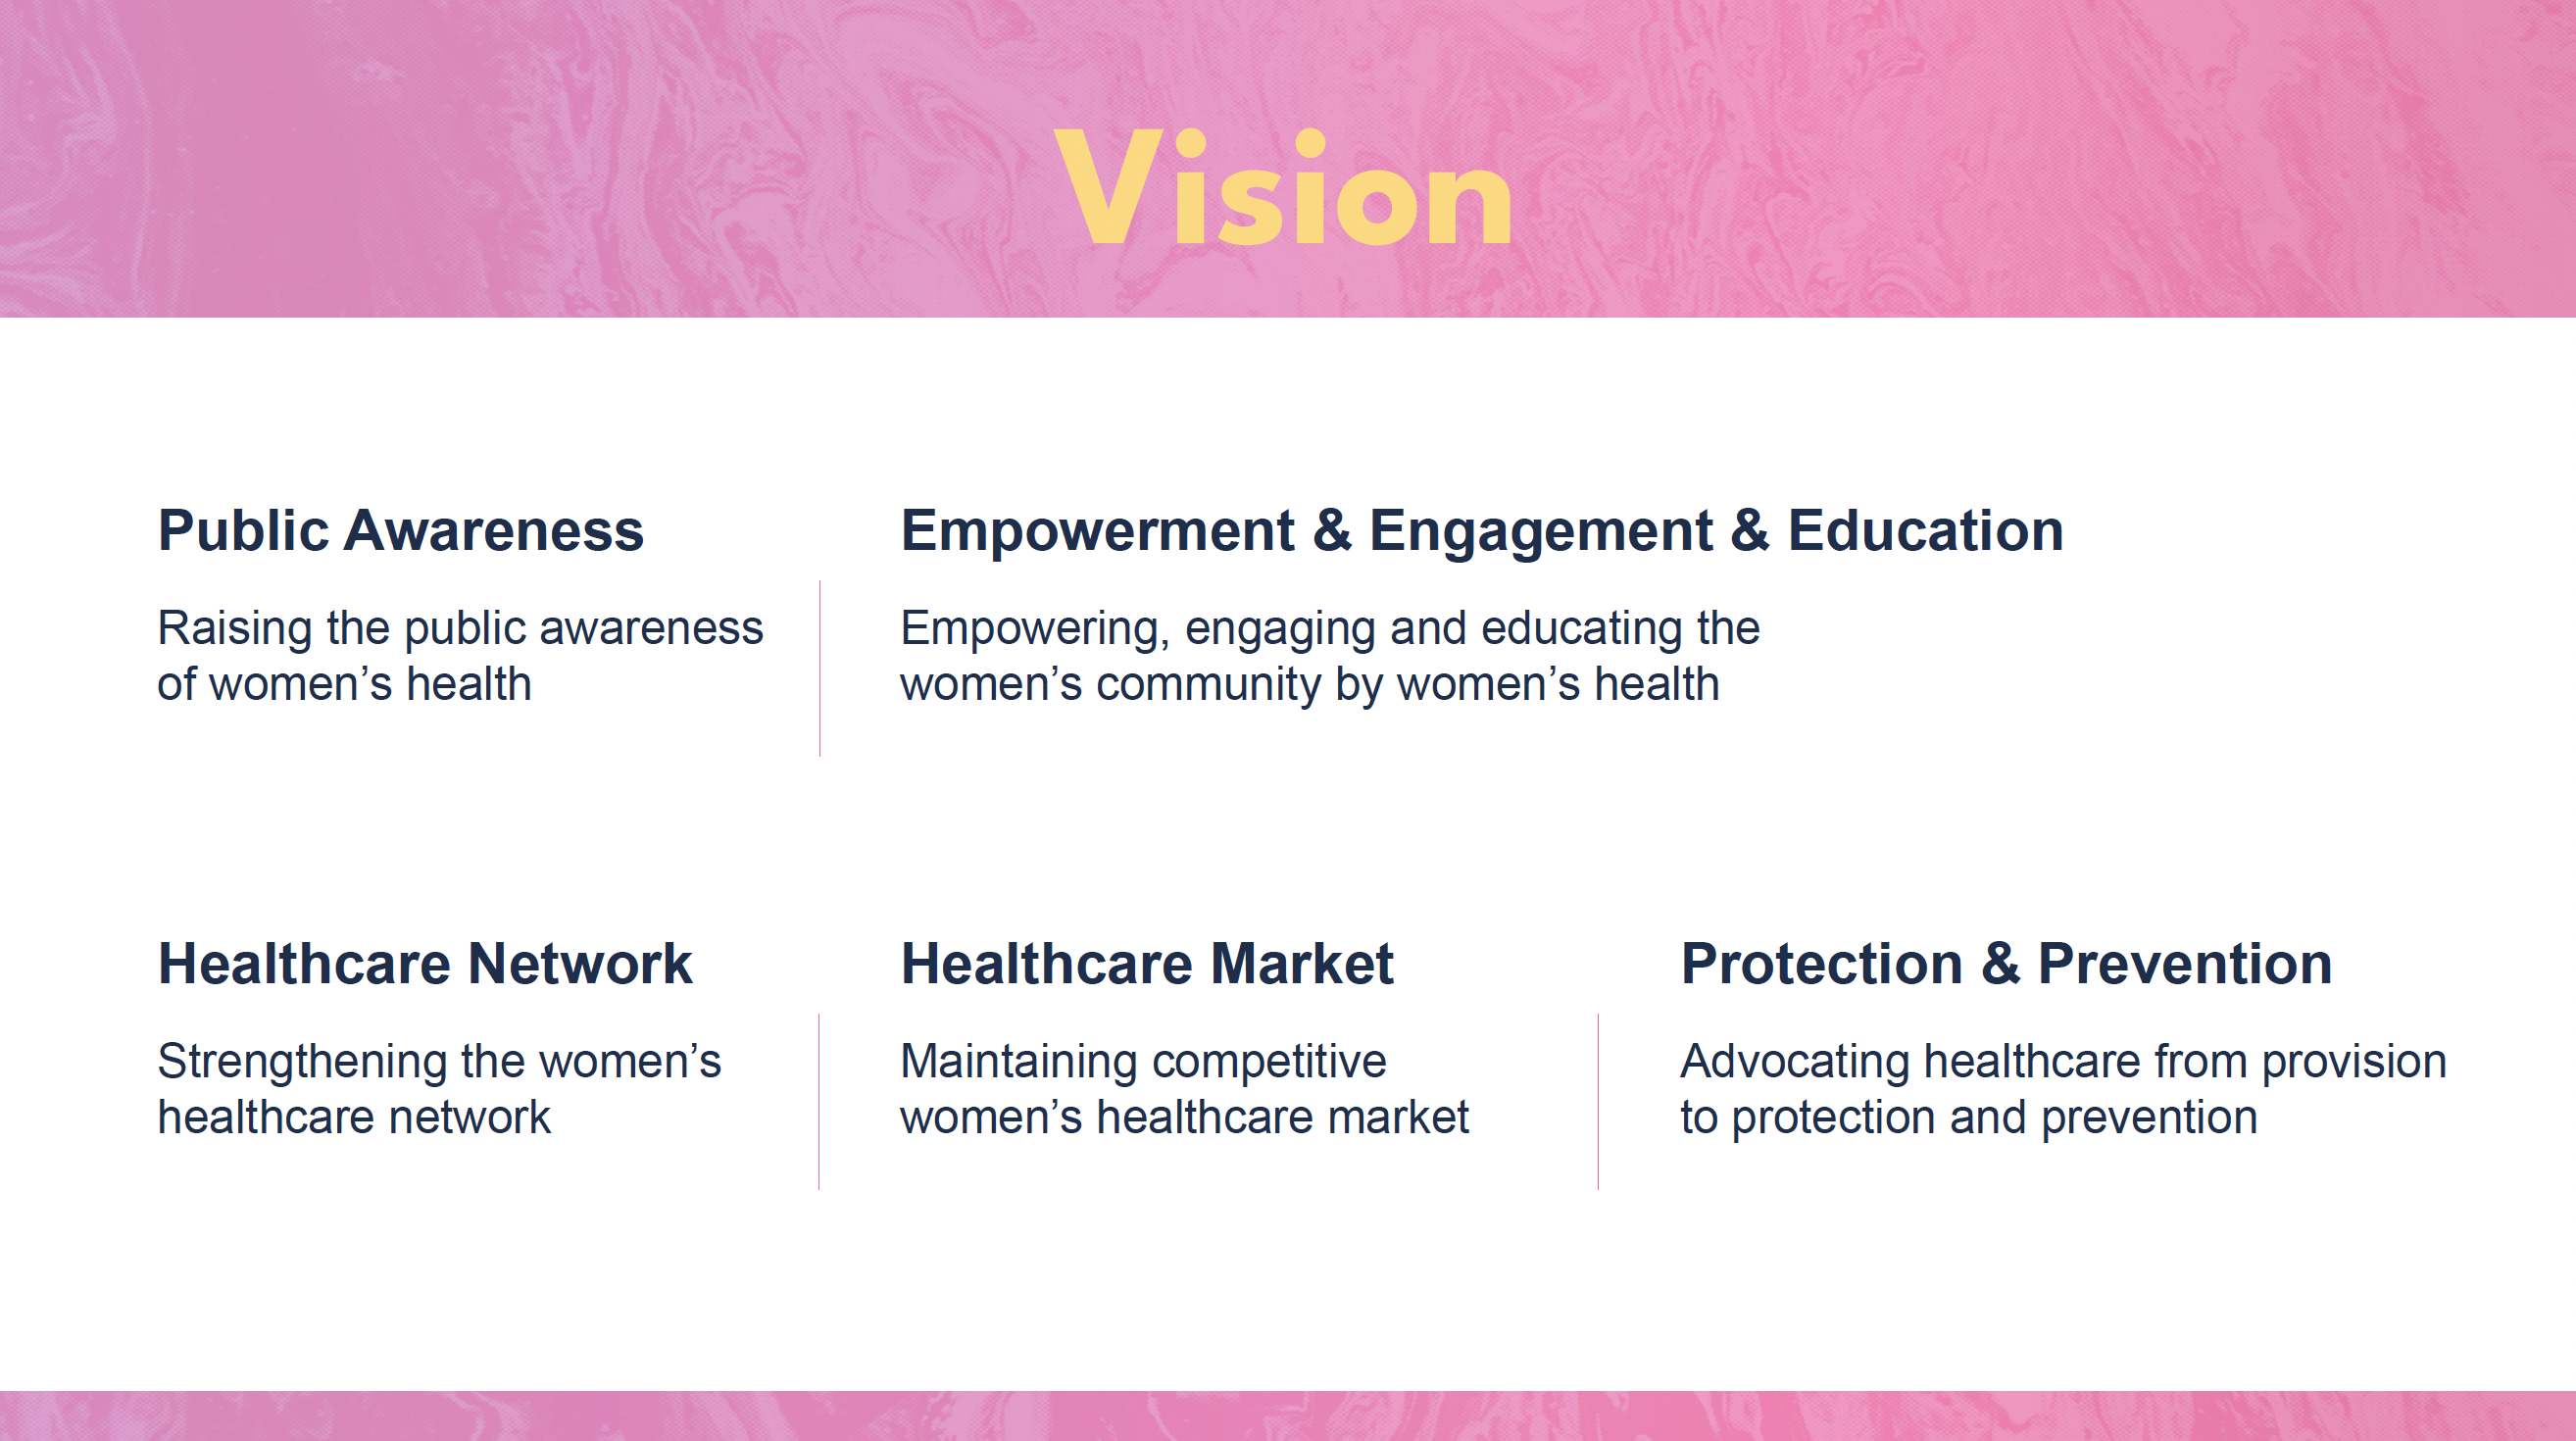 Vision
Public Awareness
Raising the public awareness
of women’s health
Empowerment & Engagement & Education
Empowering, engaging and educating the
women’s community by women’s health
Healthcare Network
Strengthening the women’s
healthcare network
Healthcare Market
Maintaining competitive
women’s healthcare market
Protection & Prevention
Advocating healthcare from provision
to protection and prevention